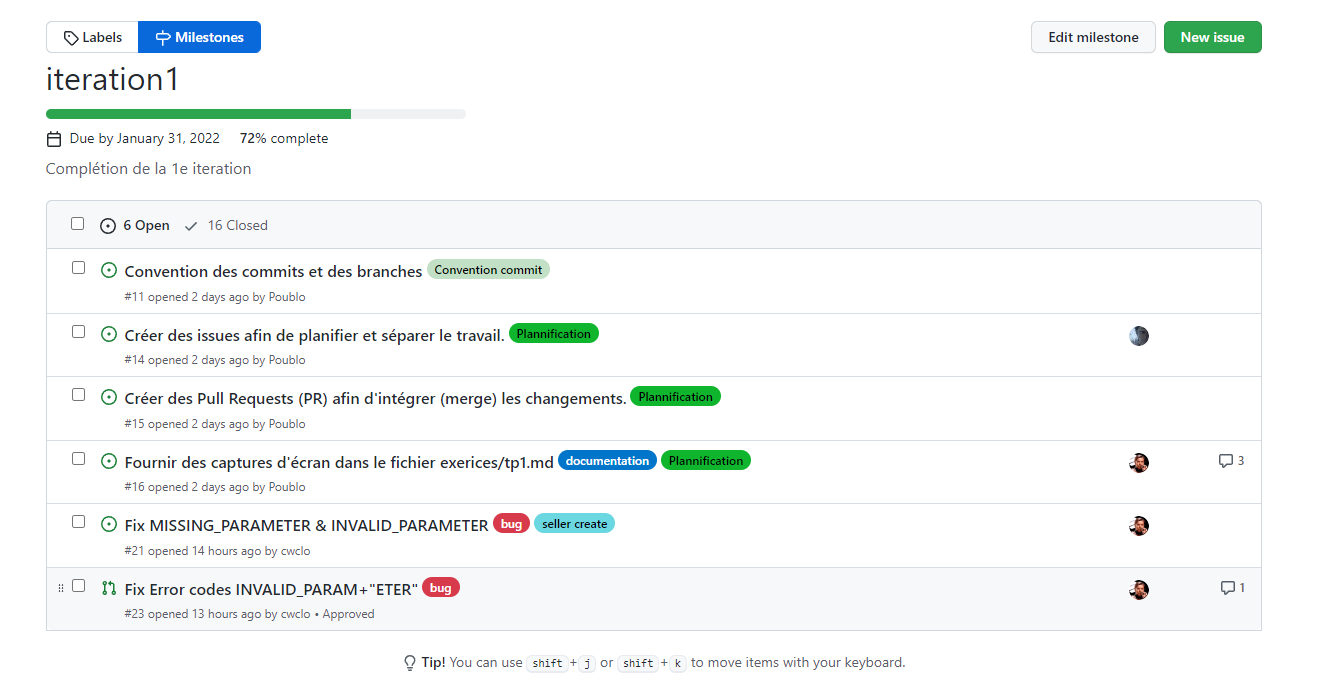 Labels Milestones Edit milestone New issue
iteration1
Due by January 31, 2022 72% complete
Complétion de la 1e iteration
6 Open 16 Closed
Convention des commits et des branches Convention commit
#11 opened 2 days ago by Poublo
Créer des issues afin de planifier et séparer le travail. Plannification
#14 opened 2 days ago by Poublo
Créer des Pull Requests (PR) afin d'intégrer (merge) les changements. Plannification
#15 opened 2 days ago by Poublo
Fournir des captures d'écran dans le fichier exerices/tp1.md documentation Plannification 3
#16 opened 2 days ago by Poublo
Fix MISSING_PARAMETER & INVALID_PARAMETER bug seller create
#21 opened 14 hours ago by cwclo
Fix Error codes INVALID_PARAM+"ETER" bug 1
#23 opened 13 hours ago by cwclo • Approved
Tip! You can use shift+j or shift+k to move items with your keyboard.